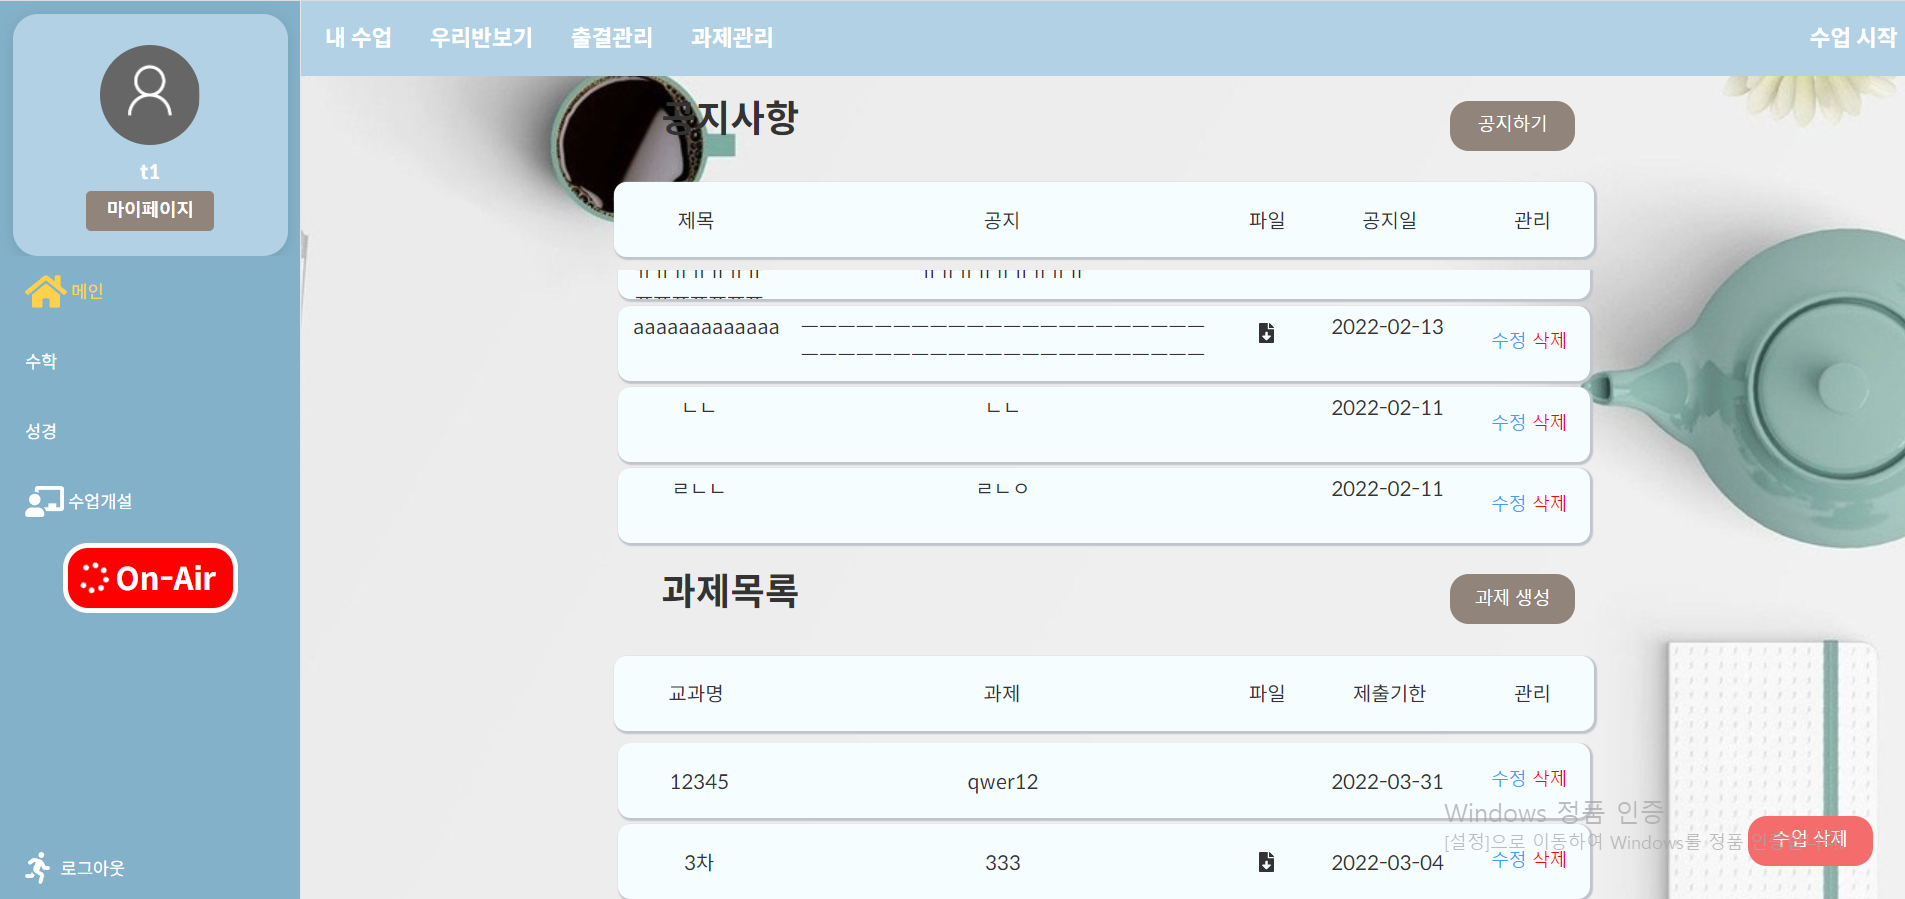 내 수업 우리반보기 출결관리 과제관리 수업 시작
t1
마이페이지
메인
수학
성경
수업개설
On-Air
로그아웃
공지사항 공지하기
제목 공지 파일 공지일 관리
aaaaaaaaaaaaa ㅡㅡㅡㅡㅡㅡㅡㅡㅡㅡㅡㅡㅡㅡㅡㅡㅡㅡㅡㅡㅡㅡ 2022-02-13 수정 삭제
ㅡㅡㅡㅡㅡㅡㅡㅡㅡㅡㅡㅡㅡㅡㅡㅡㅡㅡㅡㅡㅡㅡ
ㄴㄴ ㄴㄴ 2022-02-11 수정 삭제
ㄹㄴㄴ ㄹㄴㅇ 2022-02-11 수정 삭제
과제목록 과제 생성
교과명 과제 파일 제출기한 관리
12345 qwer12 2022-03-31 수정 삭제
3차 333 2022-03-04 수정 삭제
Windows 정품 인증
[설정]으로 이동하여 Windows를 정품
수업 삭제